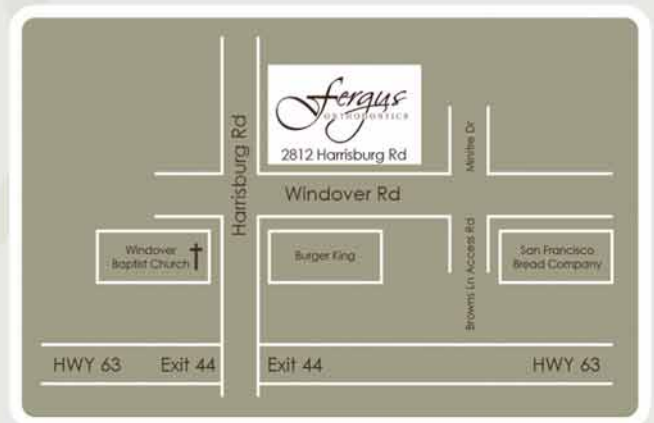 Fergus
ORTHODONTICS
2812 Harrisburg Rd
Harrisburg Rd
Minitre Dr
Windover Rd
Windover
Baptist Church
Burger King
Browns Ln Access Rd
San Francisco
Bread Company
HWY 63
Exit 44
Exit 44
HWY 63